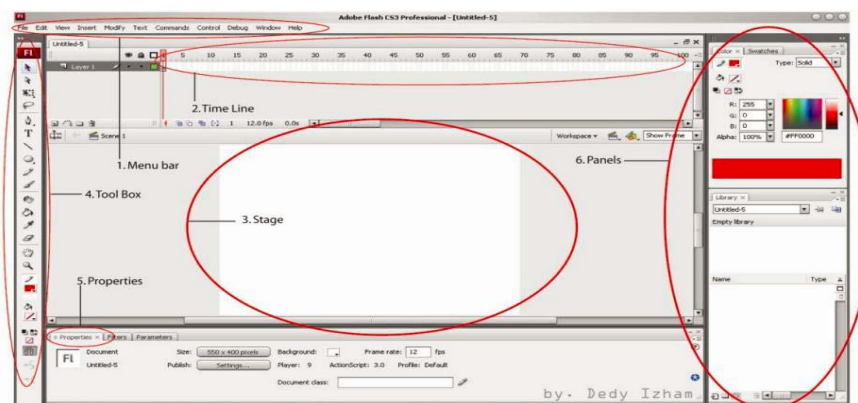 Adobe Flash CS3 Professional - [Untitled-5]
File Edit View Insert Modify Text Commands Control Debug Window Help
Untitled-5
5 10 15 20 25 30 35 40 45 50 55 60 65 70 75 80 85 90 95 100
Layer 1
2. Time Line
1 12.0 fps 0.0s
Scene 1
Workspace
Show Frame
1. Menu bar
4. Tool Box
3. Stage
5. Properties
6. Panels
Color × Swatches
Type: Solid
R: 255
G: 0
B: 0
Alpha: 100% #FF0000
Library ×
Untitled-5
Empty library
Name Type
Properties × Filters Parameters
Fl Document Size: 550 x 400 pixels Background: Frame rate: 12 fps
Untitled-5 Publish: Settings... Player: 9 ActionScript: 3.0 Profile: Default
Document class:
by. Dedy Izham